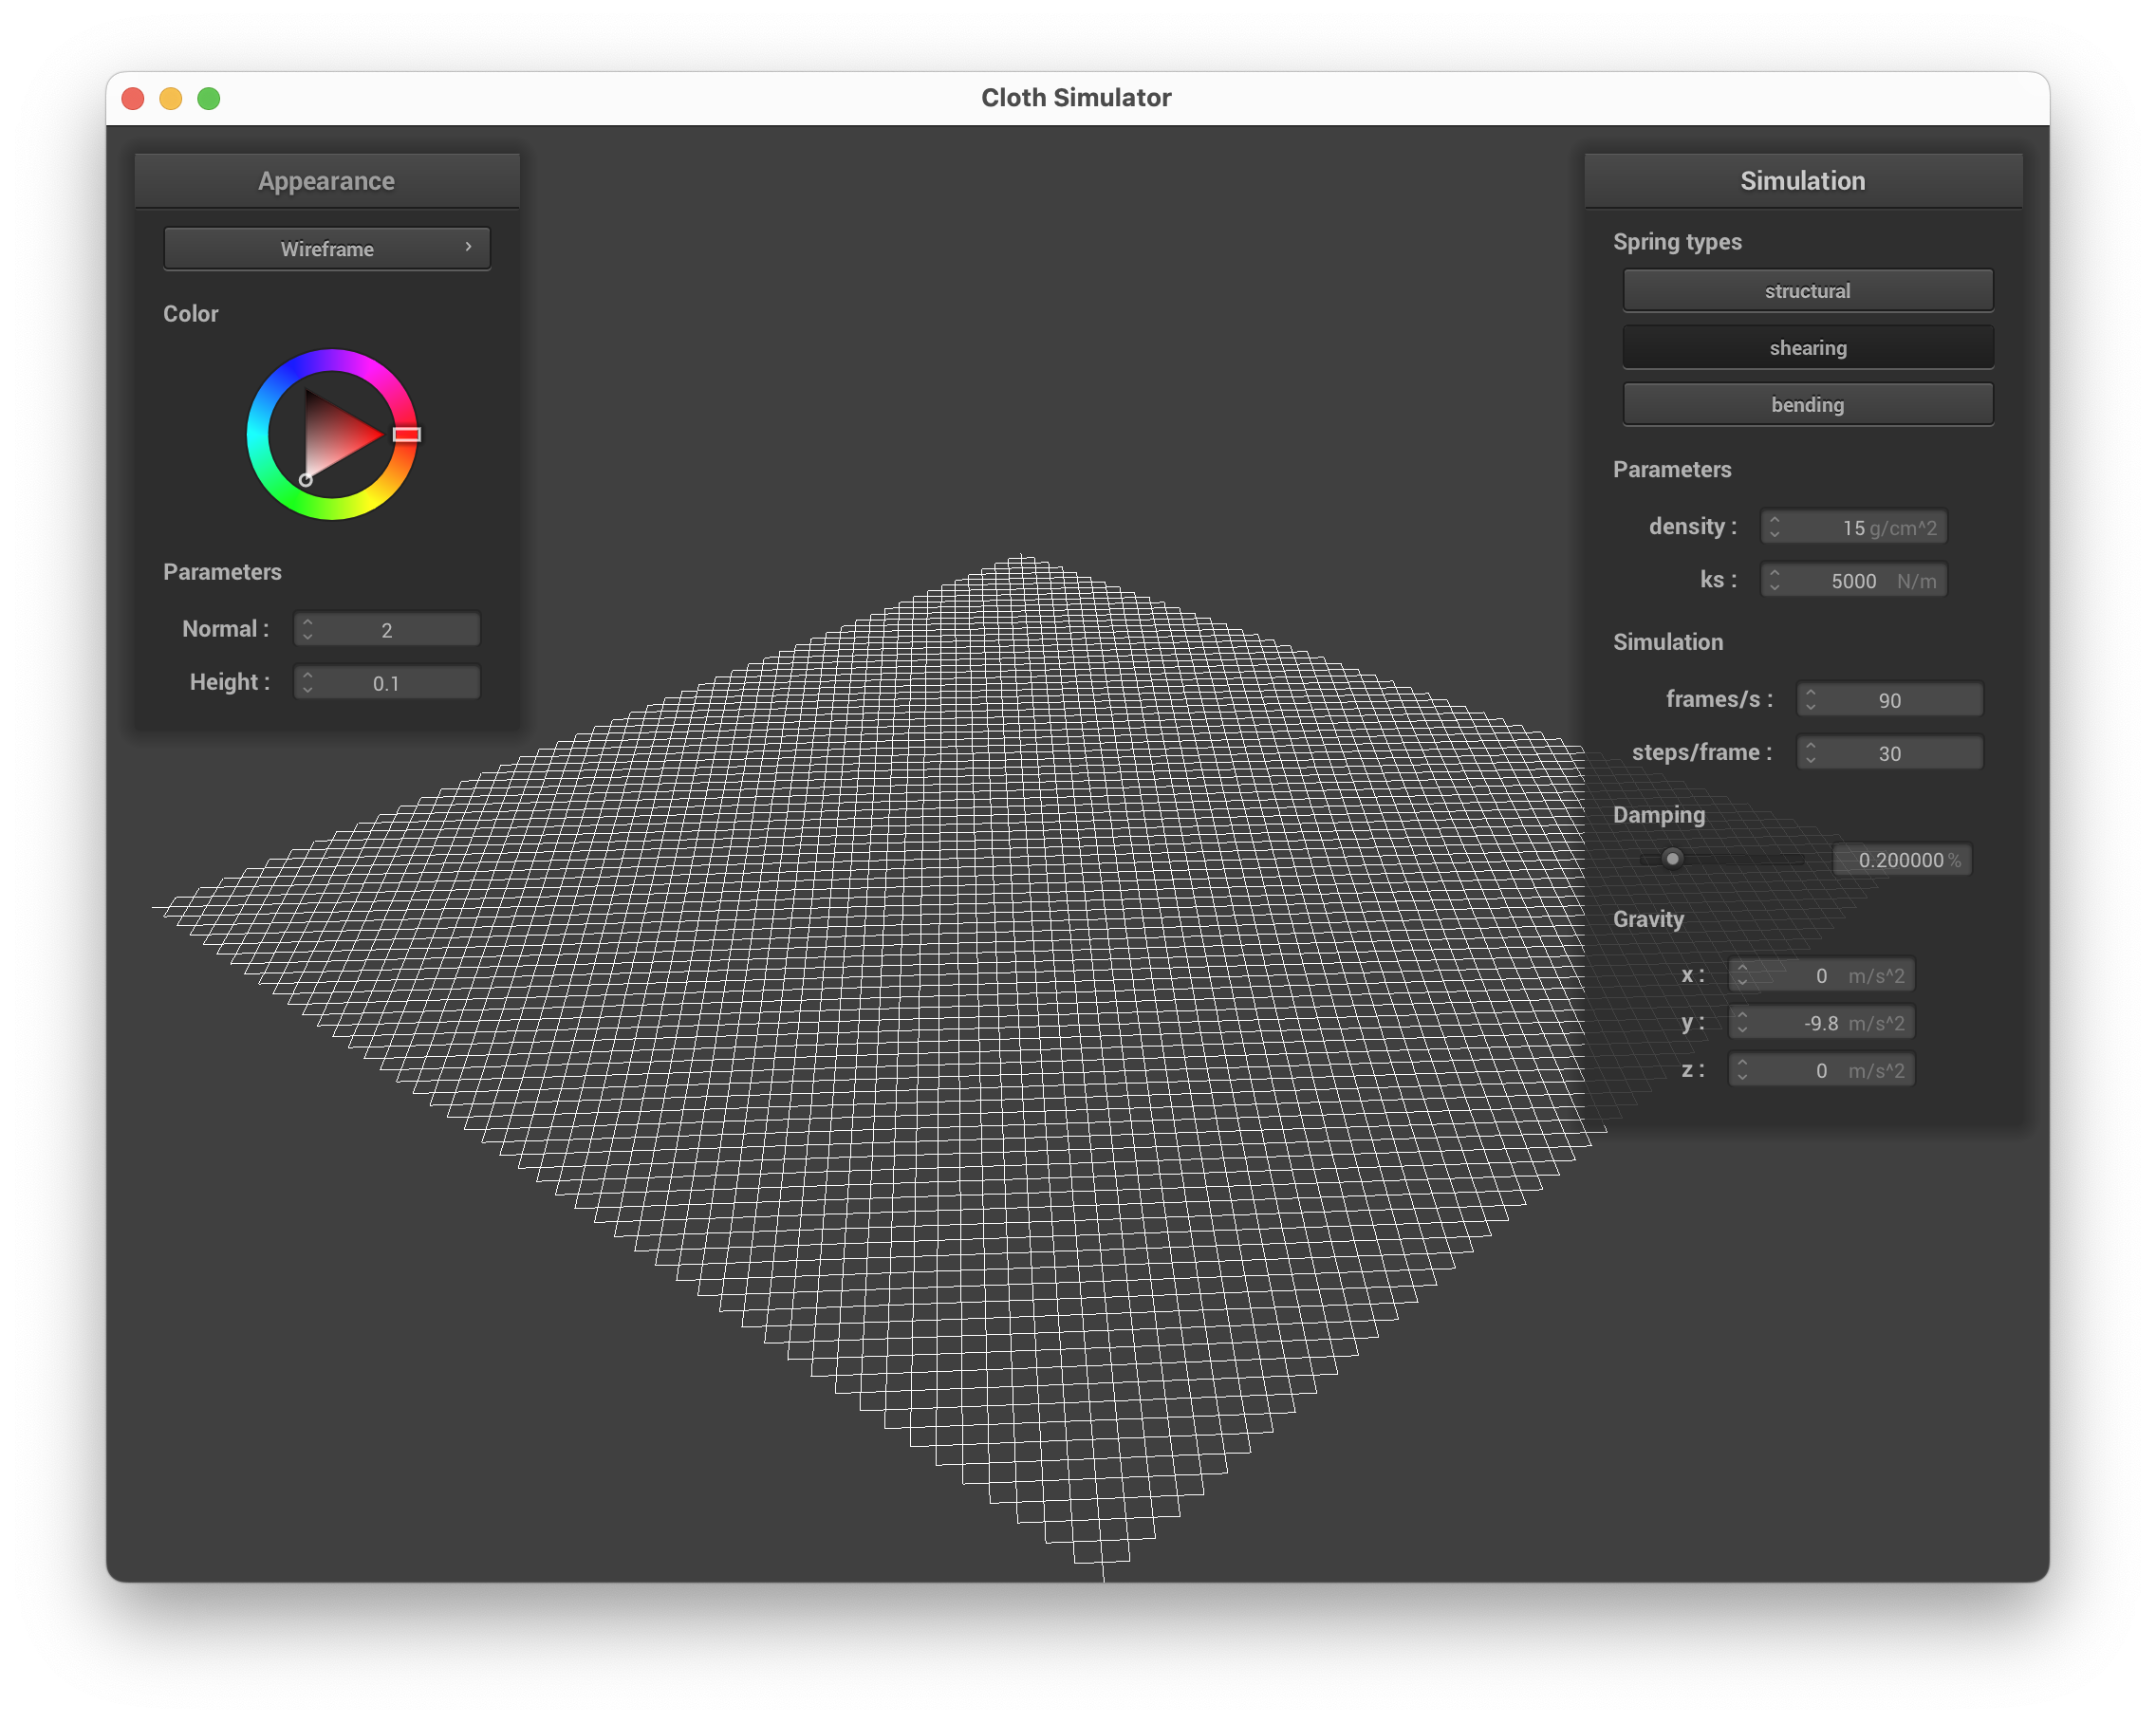 Cloth Simulator
Appearance
Wireframe
Color
Parameters
Normal : 2
Height : 0.1
Simulation
Spring types
structural
shearing
bending
Parameters
density : 15 g/cm^2
ks : 5000 N/m
Simulation
frames/s : 90
steps/frame : 30
Damping
0.200000 %
Gravity
x : 0 m/s^2
y : -9.8 m/s^2
z : 0 m/s^2